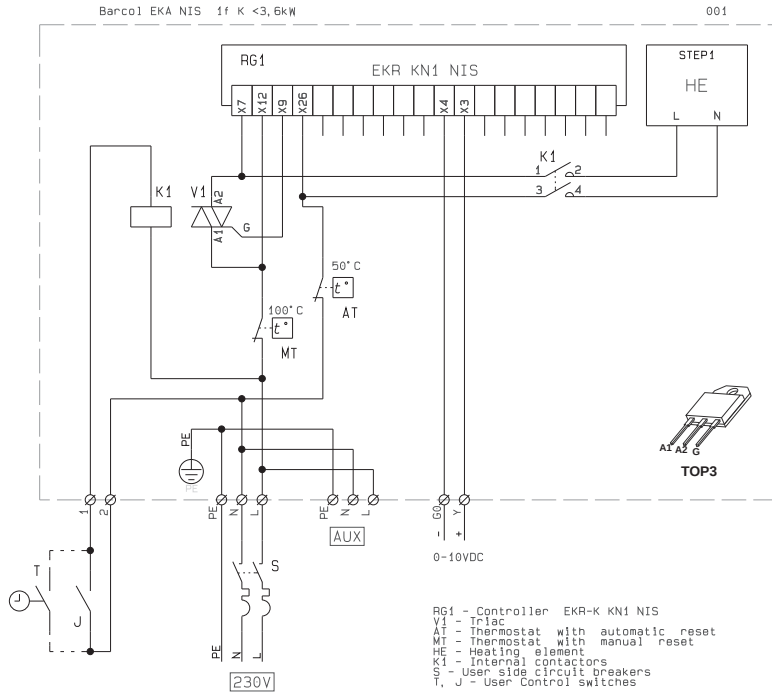 Barcol EKA NIS 1f K <3,6kW
001
RG1
EKR KN1 NIS
X7 X12 X9 X26 X4 X3
STEP1
HE
L N
K1
1 2
3 4
K1
V1
A2
A1
G
50°C
t°
AT
100°C
t°
MT
A1 A2 G
TOP3
PE
PE
1 2 PE N L PE N L G0 Y
AUX
- +
0-10VDC
T
J
S
PE N L
230V
RG1 - Controller EKR-K KN1 NIS
V1 - Triac
AT - Thermostat with automatic reset
MT - Thermostat with manual reset
HE - Heating element
K1 - Internal contactors
S - User side circuit breakers
T, J - User Control switches